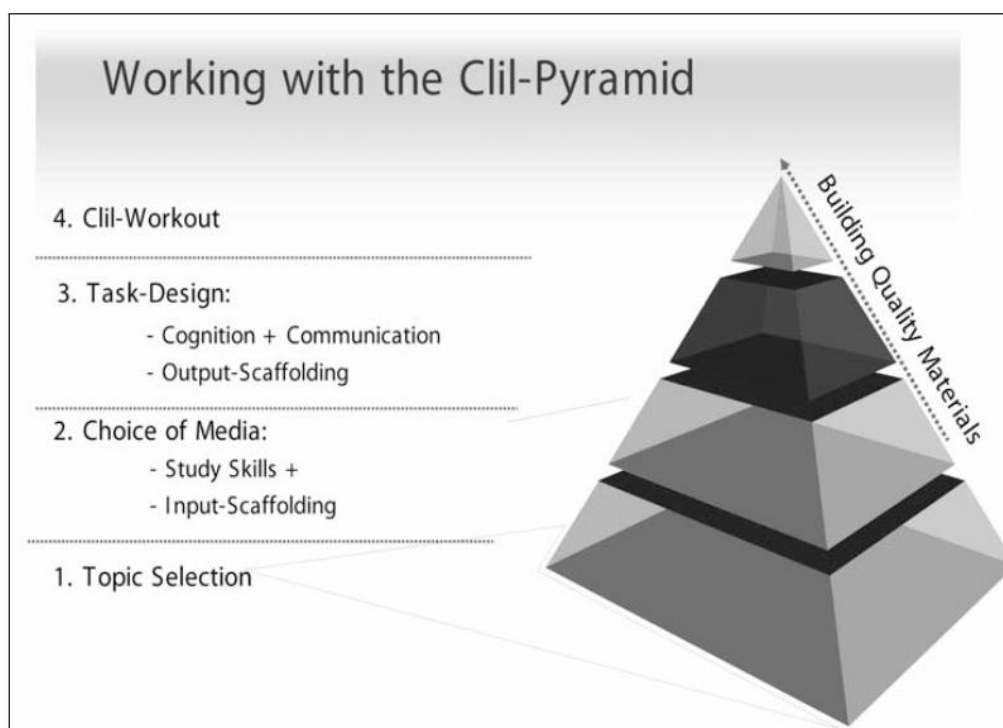 Working with the Clil-Pyramid
4. Clil-Workout
3. Task-Design:
- Cognition + Communication
- Output-Scaffolding
2. Choice of Media:
- Study Skills +
- Input-Scaffolding
1. Topic Selection
Building Quality Materials